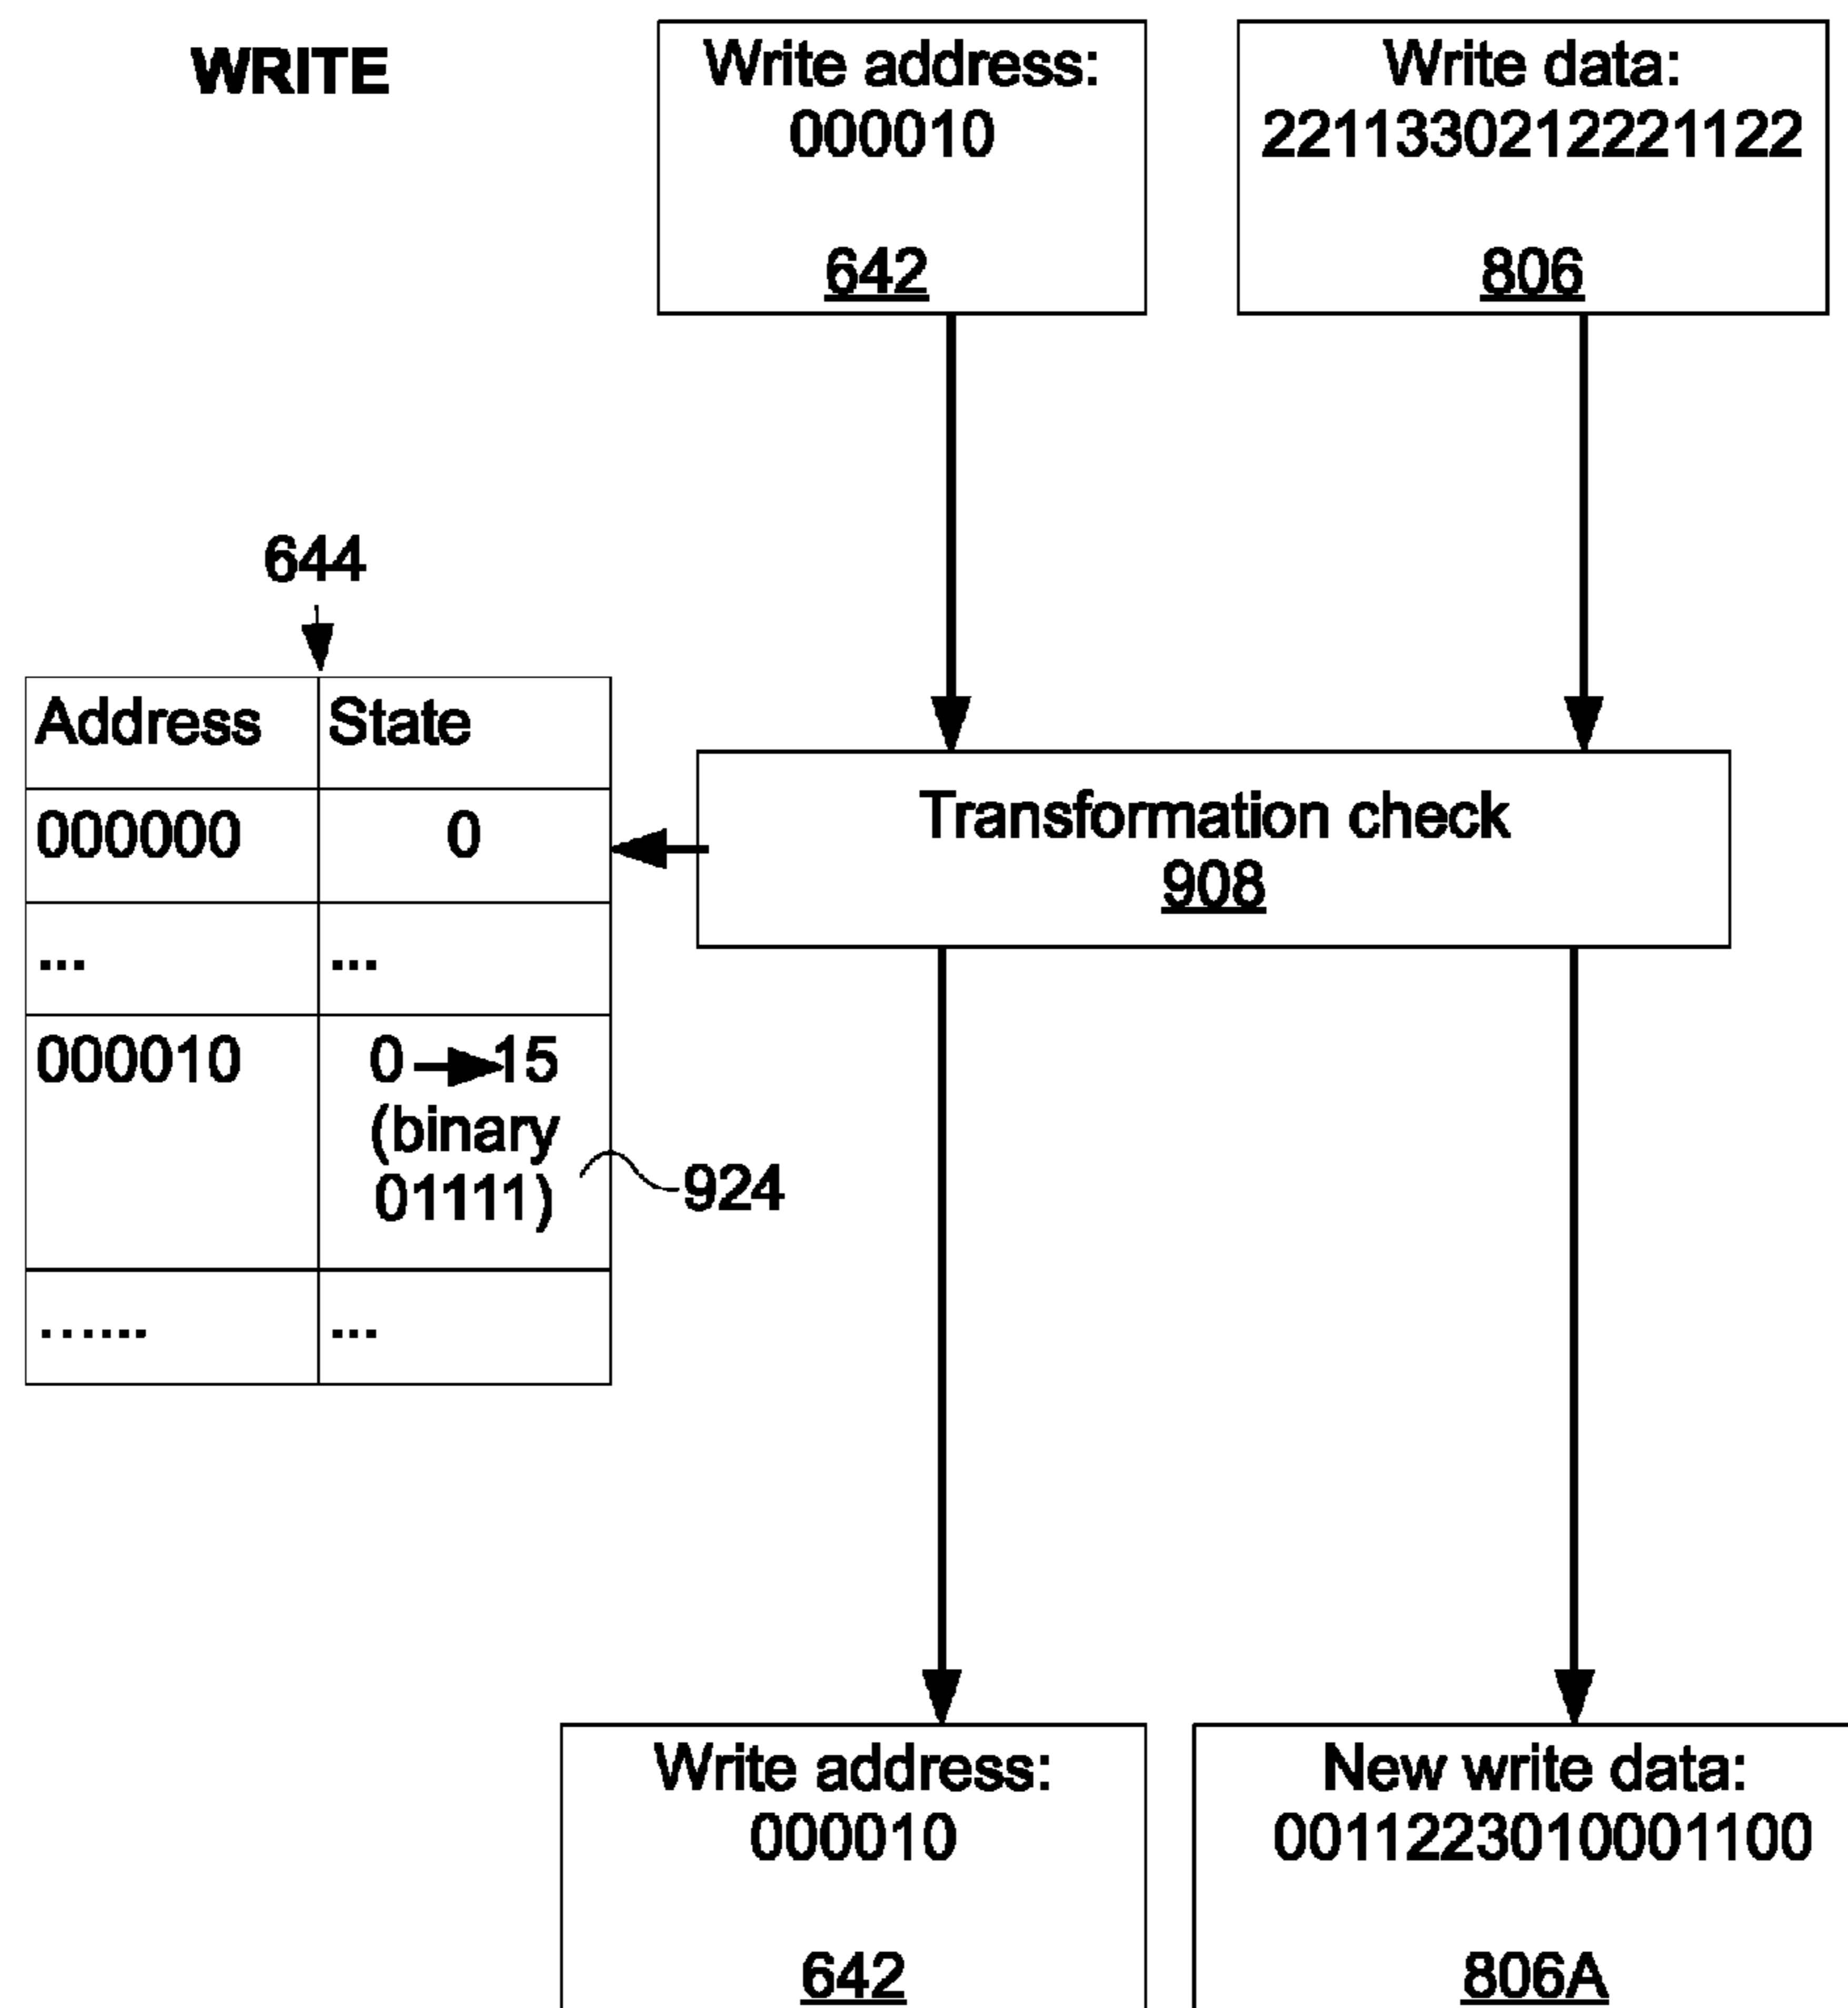 WRITE
Write address:
000010
642
Write data:
2211330212221122
806
644
Address State
000000 0
... ...
000010 0 15
(binary
01111)
924
....... ...
Transformation check
908
Write address:
000010
642
New write data:
0011223010001100
806A